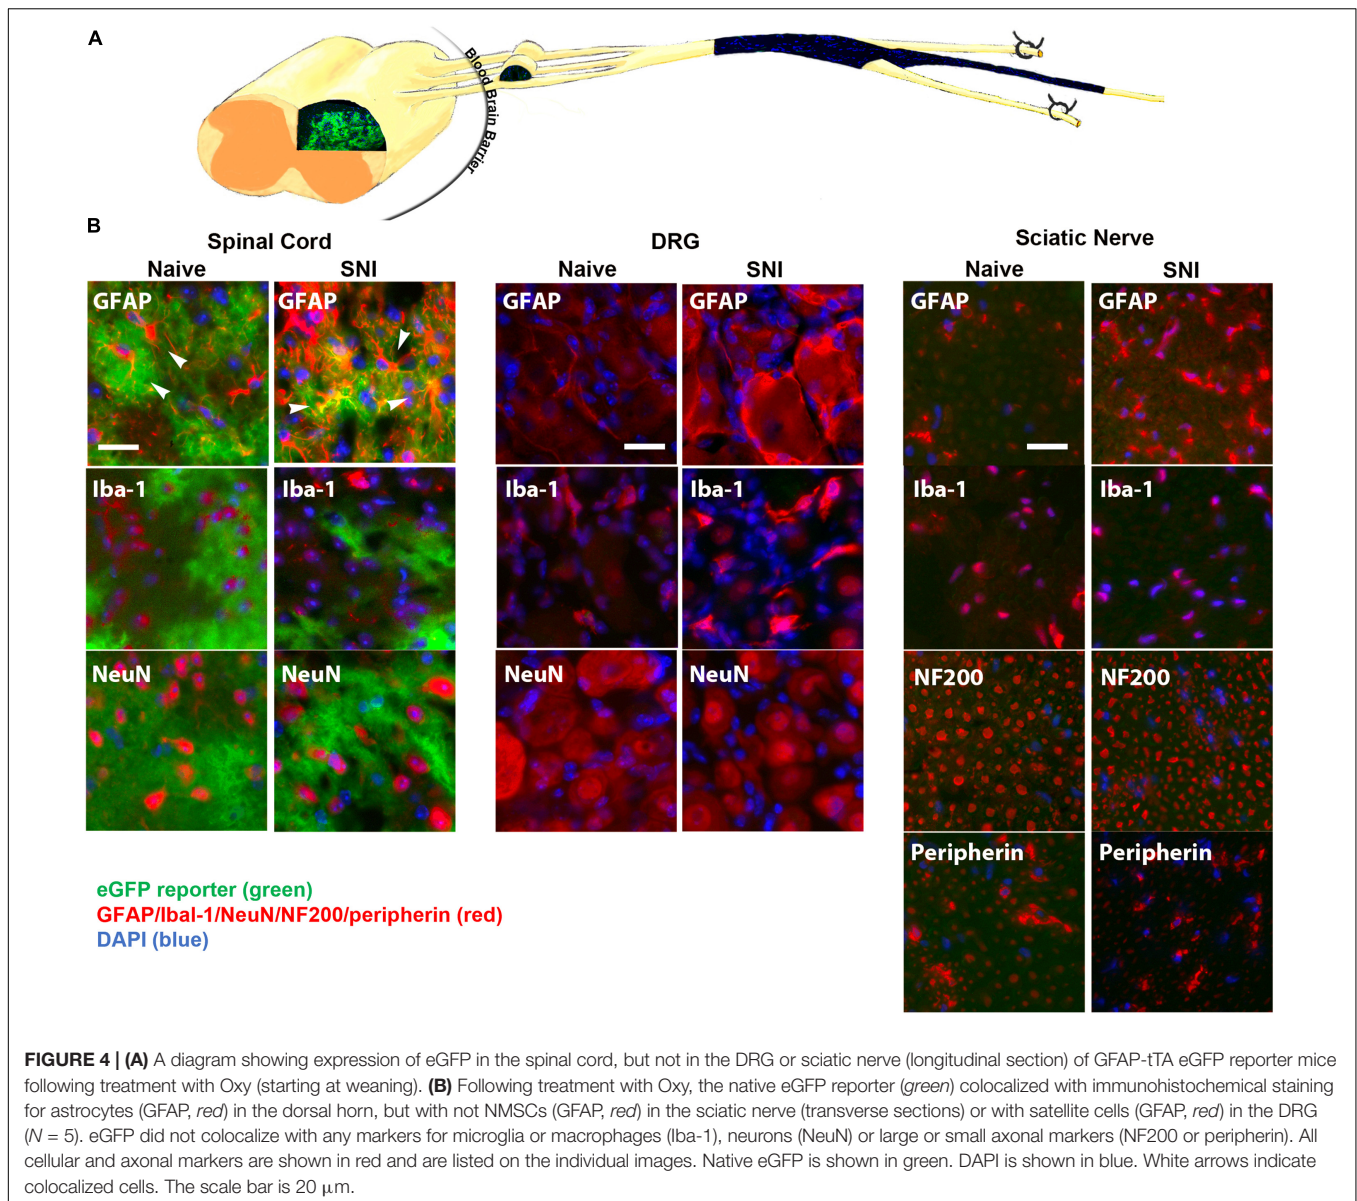 A
Blood Brain Barrier
B
Spinal Cord
DRG
Sciatic Nerve
Naive
SNI
Naive
SNI
Naive
SNI
GFAP
GFAP
GFAP
GFAP
GFAP
GFAP
Iba-1
Iba-1
Iba-1
Iba-1
Iba-1
Iba-1
NeuN
NeuN
NeuN
NeuN
NF200
NF200
Peripherin
Peripherin
eGFP reporter (green)
GFAP/Ibal-1/NeuN/NF200/peripherin (red)
DAPI (blue)
FIGURE 4 | (A) A diagram showing expression of eGFP in the spinal cord, but not in the DRG or sciatic nerve (longitudinal section) of GFAP-tTA eGFP reporter mice
following treatment with Oxy (starting at weaning). (B) Following treatment with Oxy, the native eGFP reporter (green) colocalized with immunohistochemical staining
for astrocytes (GFAP, red) in the dorsal horn, but with not NMSCs (GFAP, red) in the sciatic nerve (transverse sections) or with satellite cells (GFAP, red) in the DRG
(N = 5). eGFP did not colocalize with any markers for microglia or macrophages (Iba-1), neurons (NeuN) or large or small axonal markers (NF200 or peripherin). All
cellular and axonal markers are shown in red and are listed on the individual images. Native eGFP is shown in green. DAPI is shown in blue. White arrows indicate
colocalized cells. The scale bar is 20 μm.